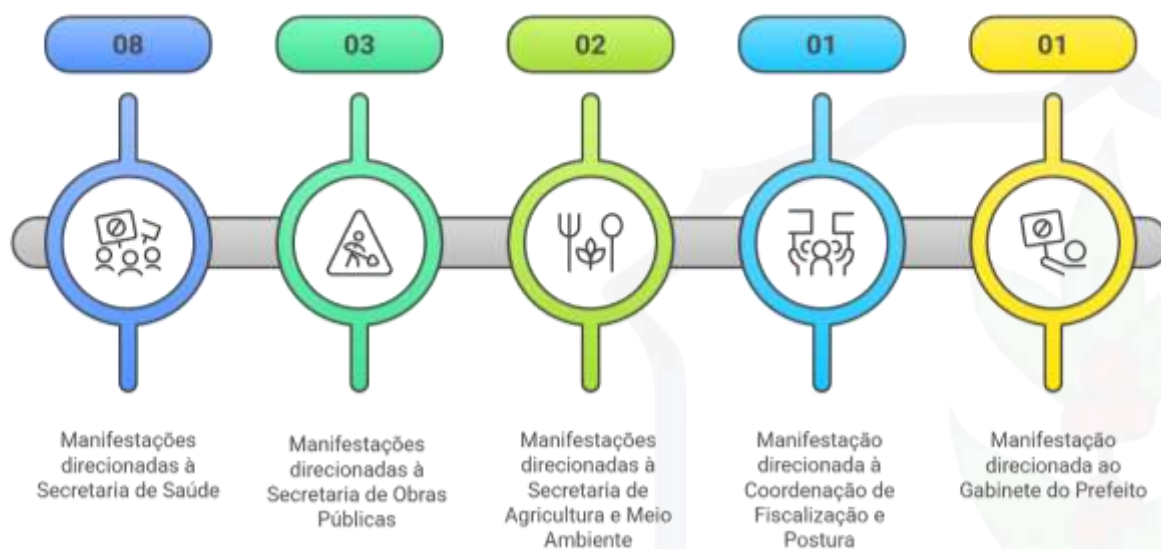 08
03
02
01
01
Manifestações
direcionadas à
Secretaria de Saúde
Manifestações
direcionadas à
Secretaria de Obras
Públicas
Manifestações
direcionadas à
Secretaria de
Agricultura e Meio
Ambiente
Manifestação
direcionada à
Coordenação de
Fiscalização e
Postura
Manifestação
direcionada ao
Gabinete do Prefeito